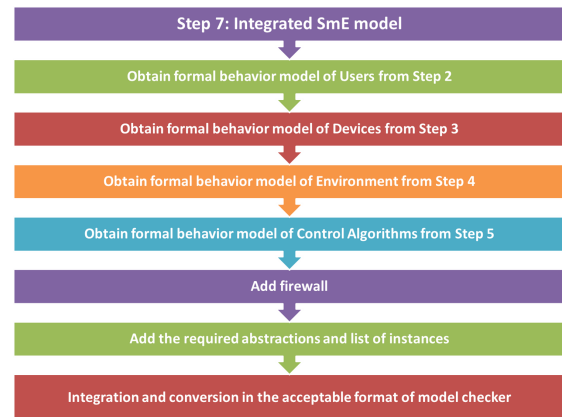 Step 7: Integrated SmE model
Obtain formal behavior model of Users from Step 2
Obtain formal behavior model of Devices from Step 3
Obtain formal behavior model of Environment from Step 4
Obtain formal behavior model of Control Algorithms from Step 5
Add firewall
Add the required abstractions and list of instances
Integration and conversion in the acceptable format of model checker